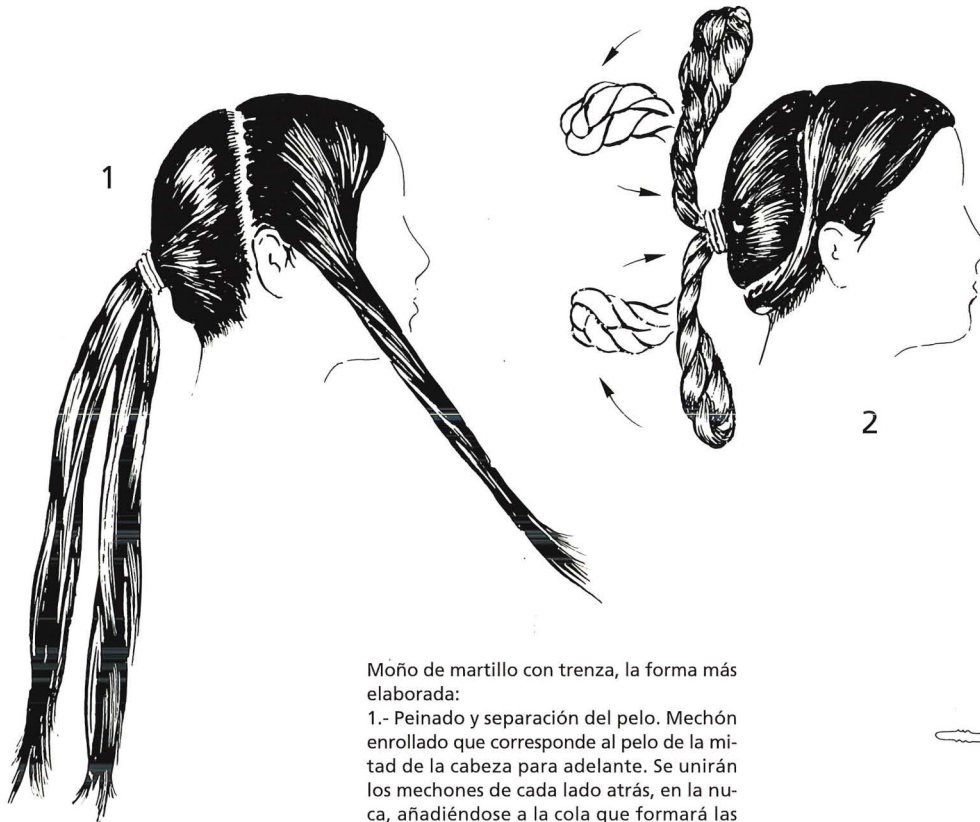 1
2
Moño de martillo con trenza, la forma más
elaborada:
1.- Peinado y separación del pelo. Mechón
enrollado que corresponde al pelo de la mi-
tad de la cabeza para adelante. Se unirán
los mechones de cada lado atrás, en la nu-
ca, añadiéndose a la cola que formará las